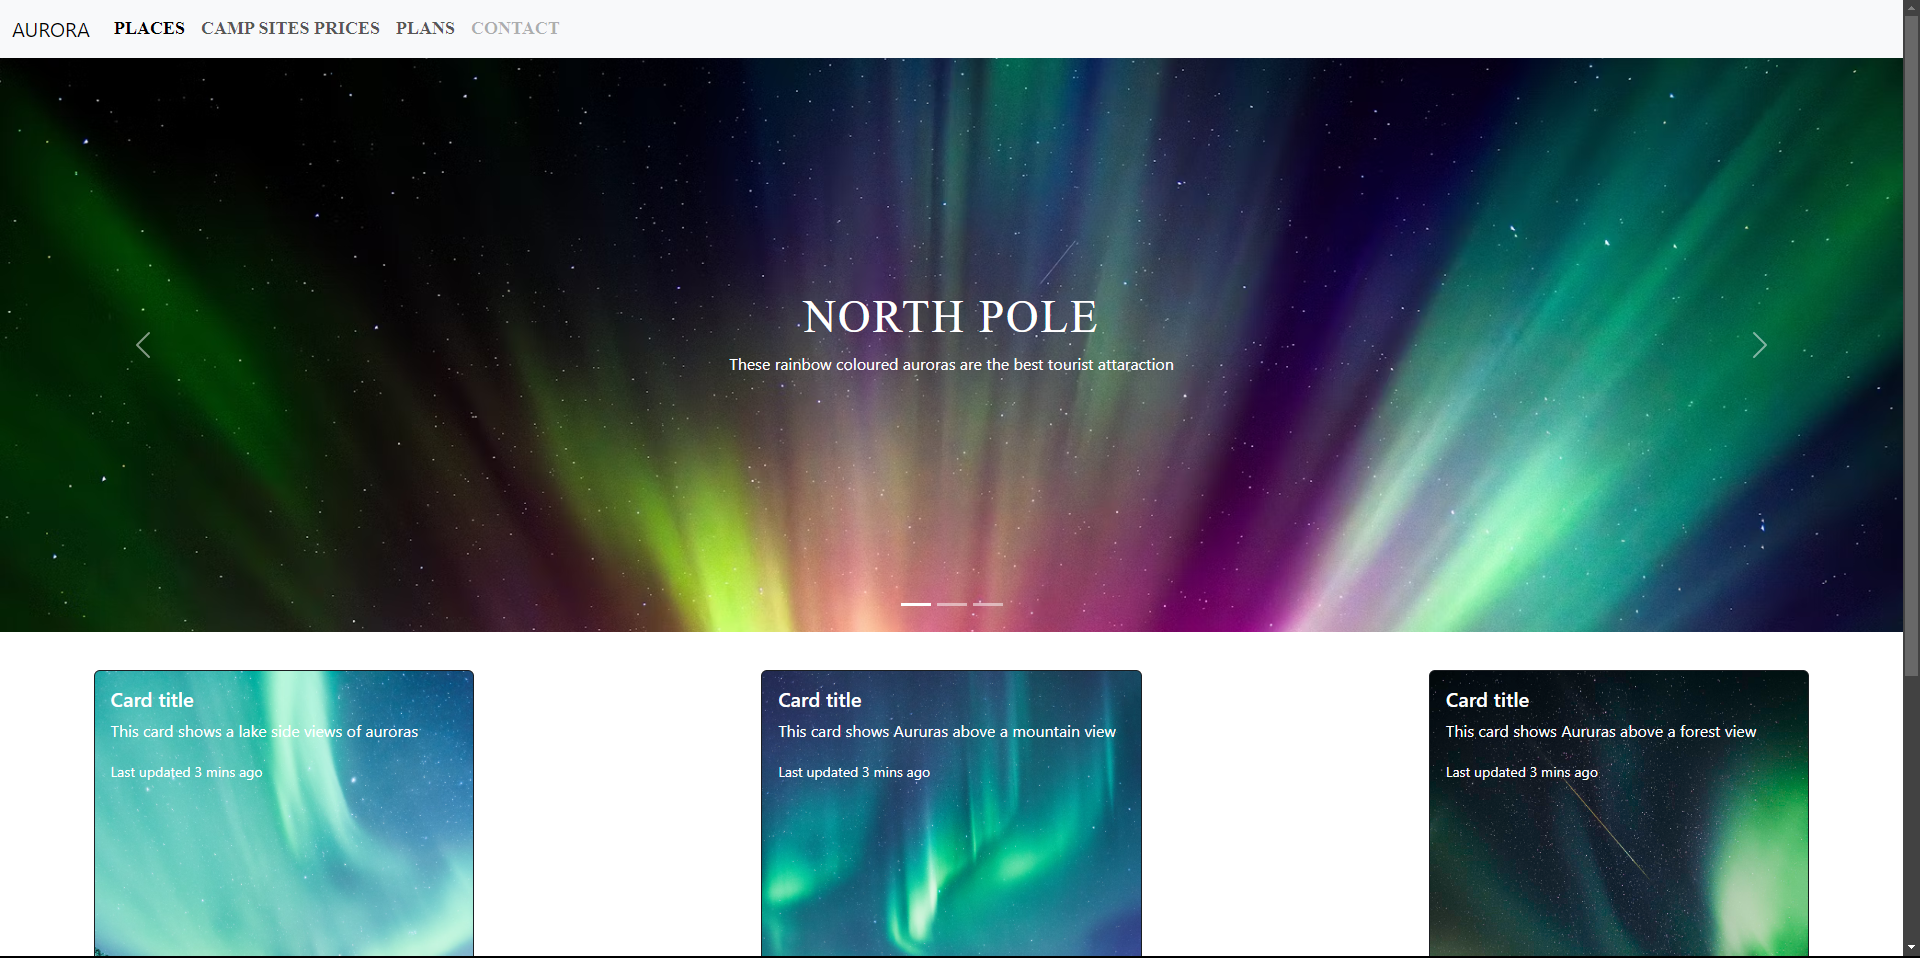 AURORA PLACES CAMP SITES PRICES PLANS CONTACT
NORTH POLE
These rainbow coloured auroras are the best tourist attaraction
Card title
This card shows a lake side views of auroras
Last updated 3 mins ago
Card title
This card shows Aururas above a mountain view
Last updated 3 mins ago
Card title
This card shows Aururas above a forest view
Last updated 3 mins ago